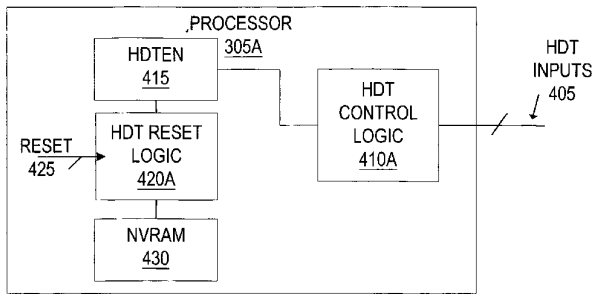 PROCESSOR
305A
HDTEN
415
HDT
CONTROL
LOGIC
410A
HDT
INPUTS
405
HDT RESET
LOGIC
420A
RESET
425
NVRAM
430